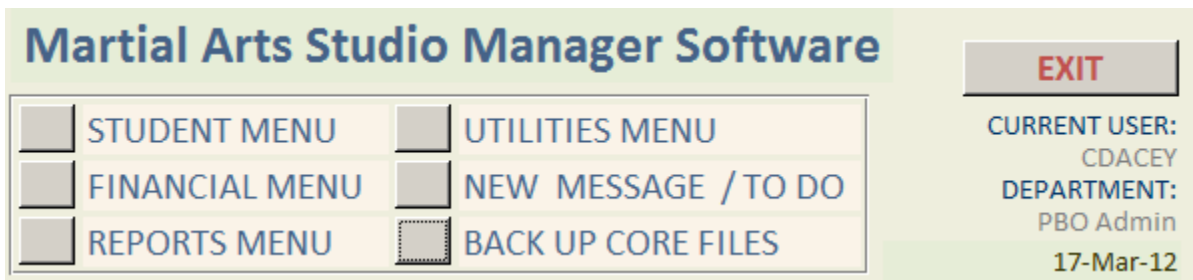 Martial Arts Studio Manager Software
EXIT
STUDENT MENU
UTILITIES MENU
FINANCIAL MENU
NEW MESSAGE / TO DO
REPORTS MENU
BACK UP CORE FILES
CURRENT USER:
CDACEY
DEPARTMENT:
PBO Admin
17-Mar-12